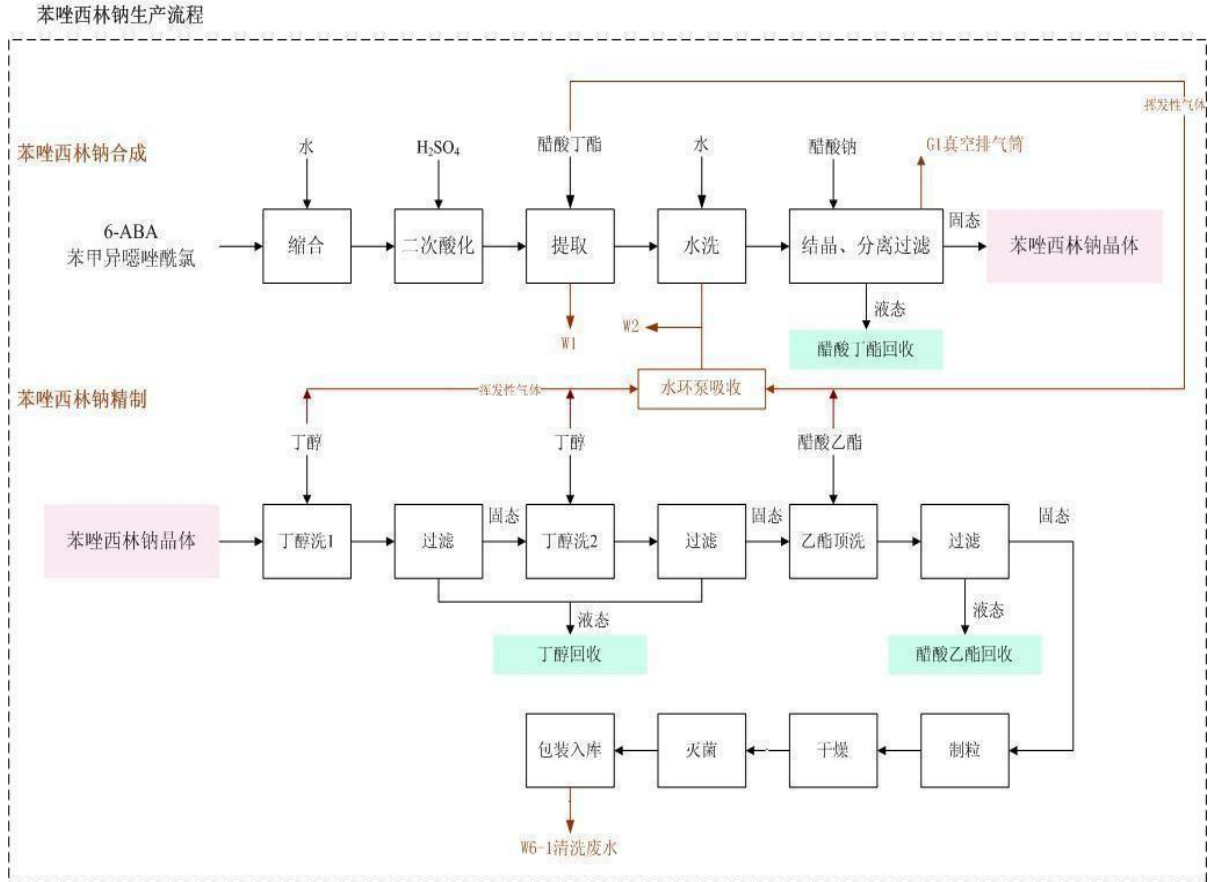 苯唑西林钠生产流程
挥发性气体
苯唑西林钠合成
水
H₂SO₄
醋酸丁酯
水
醋酸钠
G1真空排气筒
6-ABA
苯甲异噁唑酰氯
缩合
二次酸化
提取
水洗
结晶、分离过滤
固态
苯唑西林钠晶体
W1
W2
液态
醋酸丁酯回收
苯唑西林钠精制
挥发性气体
水环泵吸收
丁醇
丁醇
醋酸乙酯
苯唑西林钠晶体
丁醇洗1
过滤
固态
丁醇洗2
过滤
固态
乙酯顶洗
过滤
固态
液态
丁醇回收
液态
醋酸乙酯回收
包装入库
灭菌
干燥
制粒
W6-1清洗废水